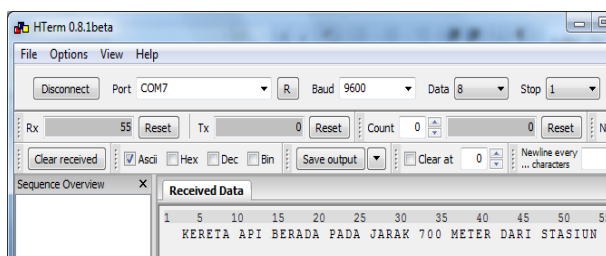 HTerm 0.8.1beta
File Options View Help
Disconnect Port COM7 R Baud 9600 Data 8 Stop 1
Rx 55 Reset Tx 0 Reset Count 0 0 Reset
Clear received Ascii Hex Dec Bin Save output Clear at 0 Newline every ... characters
Sequence Overview X Received Data
1 5 10 15 20 25 30 35 40 45 50
KERETA API BERADA PADA JARAK 700 METER DARI STASIUN